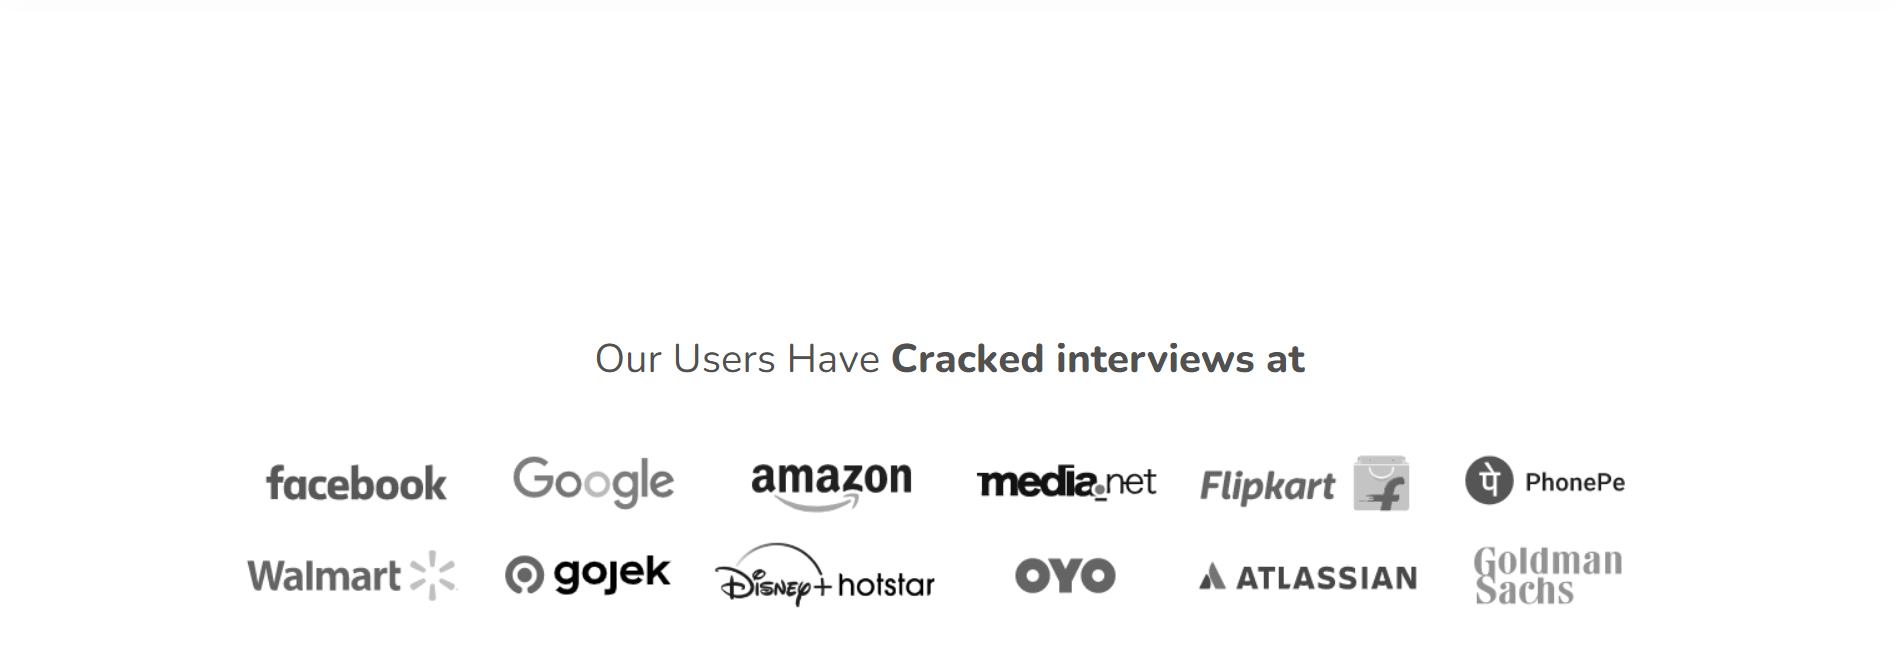 Our Users Have Cracked interviews at
facebook Google amazon media.net Flipkart f पे PhonePe
Walmart gojek Disney+ hotstar OYO ATLASSIAN Goldman
Sachs